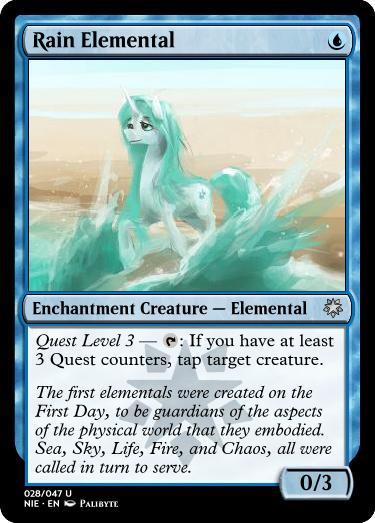 Rain Elemental
Enchantment Creature — Elemental
Quest Level 3 — : If you have at least
3 Quest counters, tap target creature.
The first elementals were created on the
First Day, to be guardians of the aspects
of the physical world that they embodied.
Sea, Sky, Life, Fire, and Chaos, all were
called in turn to serve.
0/3
028/047 U
NIE • EN Palibyte